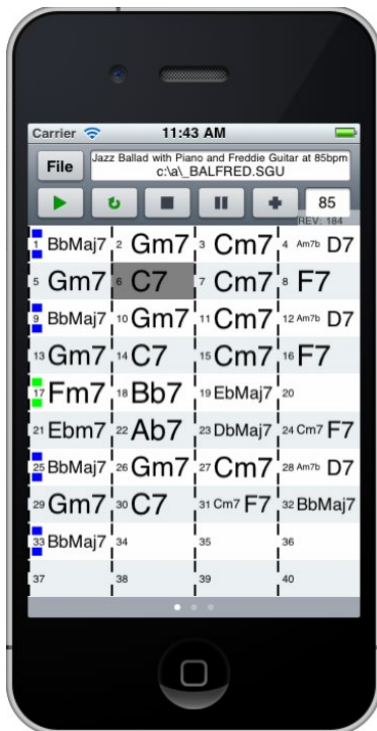 Carrier 11:43 AM
File
Jazz Ballad with Piano and Freddie Guitar at 85bpm
c:\a\_BALFRED.SGU
85
REV: 184
1 BbMaj7 2 Gm7 3 Cm7 4 Am7b D7
5 Gm7 6 C7 7 Cm7 8 F7
9 BbMaj7 10 Gm7 11 Cm7 12 Am7b D7
13 Gm7 14 C7 15 Cm7 16 F7
17 Fm7 18 Bb7 19 EbMaj7 20
21 Ebm7 22 Ab7 23 DbMaj7 24 Cm7 F7
25 BbMaj7 26 Gm7 27 Cm7 28 Am7b D7
29 Gm7 30 C7 31 Cm7 F7 32 BbMaj7
33 BbMaj7 34 35 36
37 38 39 40